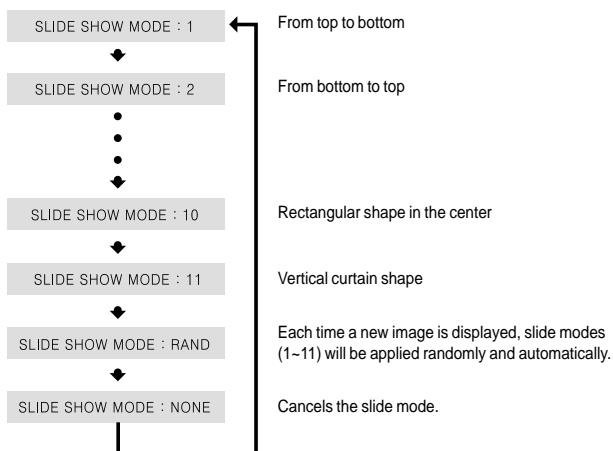 SLIDE SHOW MODE : 1
From top to bottom
SLIDE SHOW MODE : 2
From bottom to top
SLIDE SHOW MODE : 10
Rectangular shape in the center
SLIDE SHOW MODE : 11
Vertical curtain shape
SLIDE SHOW MODE : RAND
Each time a new image is displayed, slide modes
(1~11) will be applied randomly and automatically.
SLIDE SHOW MODE : NONE
Cancels the slide mode.